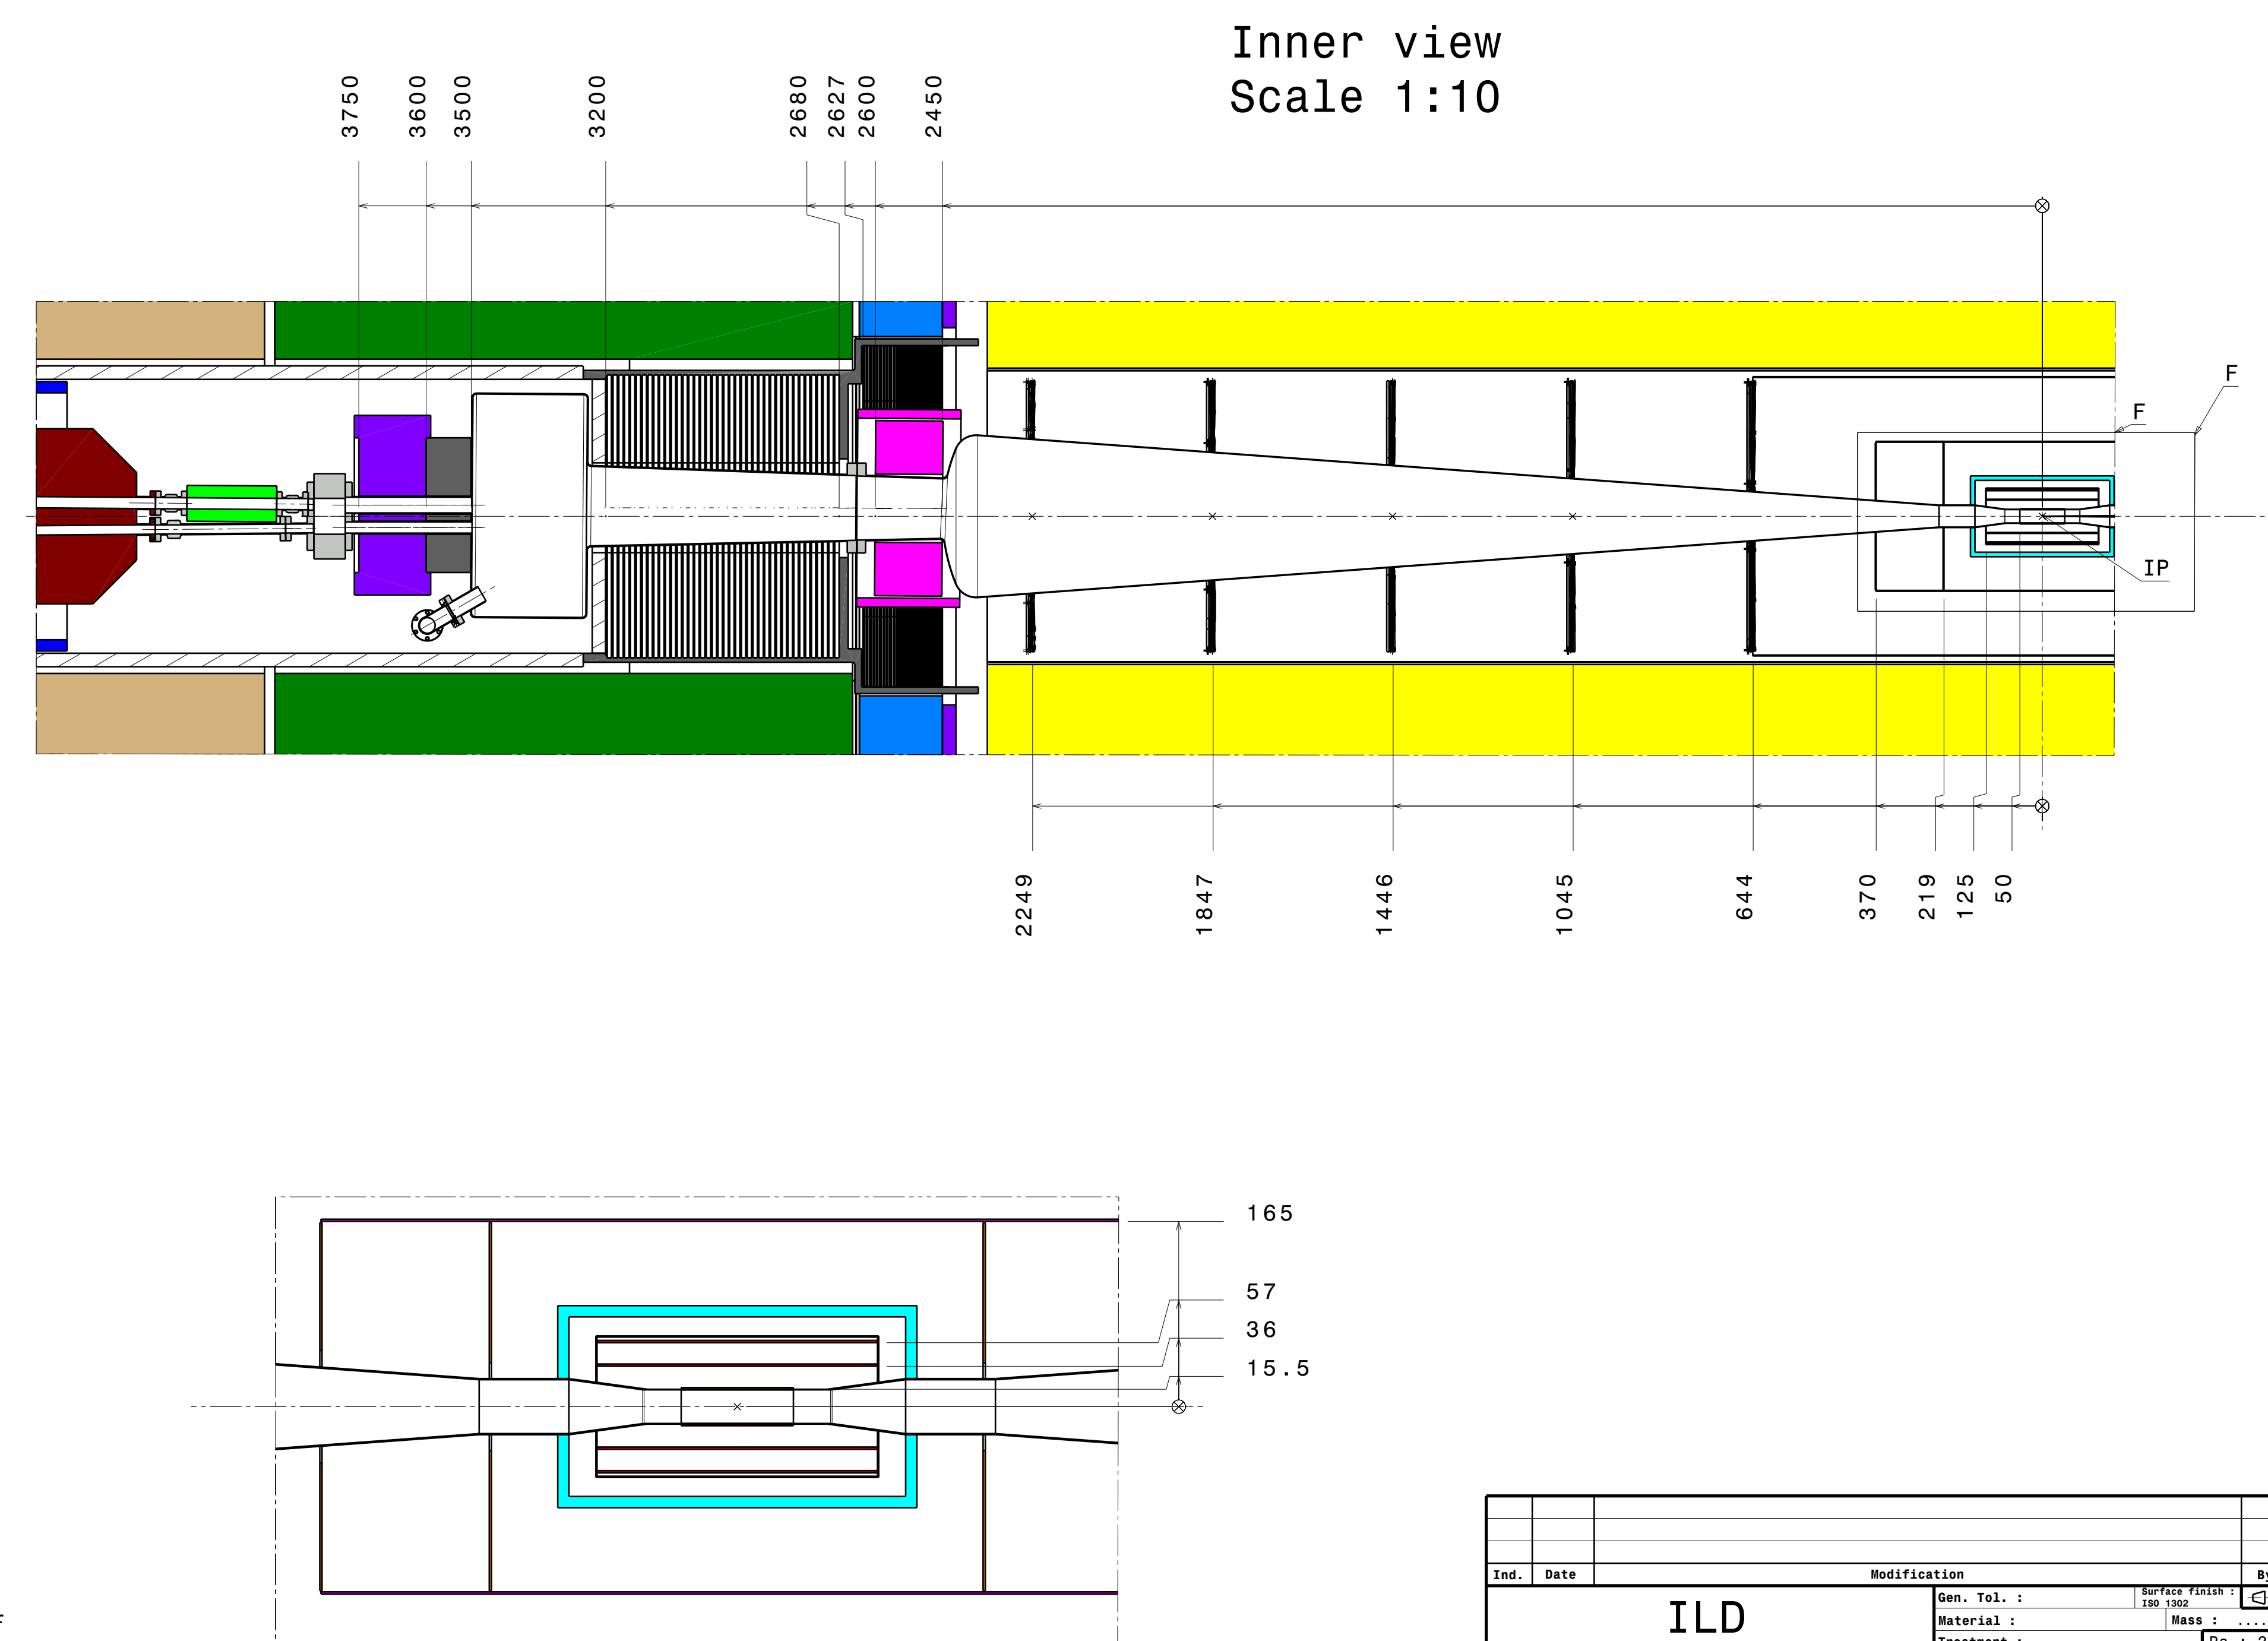 Inner view
Scale 1:10
3750
3600
3500
3200
2680
2627
2600
2450
F
F
IP
2249
1847
1446
1045
644
370
219
125
50
165
57
36
15.5
Ind.
Date
Modification
ILD
Gen. Tol. :
Surface finish :
ISO 1302
Material :
Mass : ....